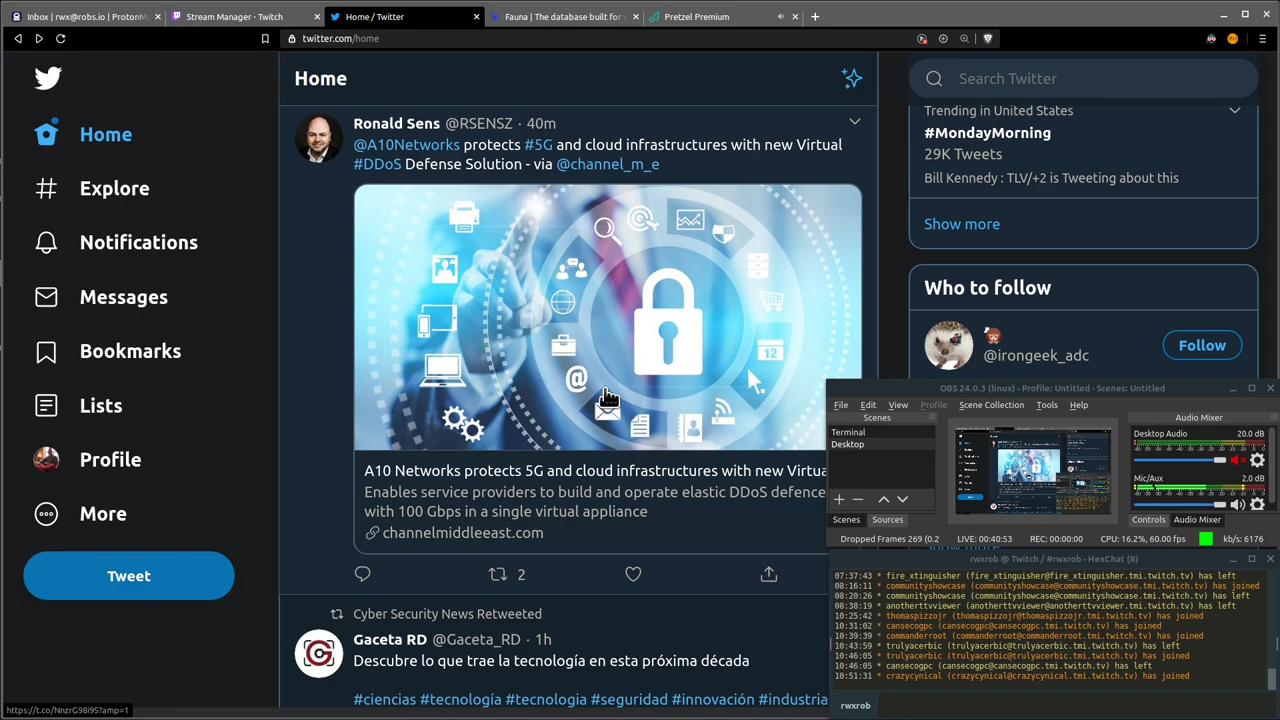 Inbox | rwx@robs.io | ProtonM
Stream Manager - Twitch
Home / Twitter
Fauna | The database built for
Pretzel Premium
twitter.com/home
Home
Explore
Notifications
Messages
Bookmarks
Lists
Profile
More
Tweet
https://t.co/NnzrG98i9S?amp=1
Home
Ronald Sens @RSENSZ · 40m
@A10Networks protects #5G and cloud infrastructures with new Virtual
#DDoS Defense Solution - via @channel_m_e
12
@
A10 Networks protects 5G and cloud infrastructures with new Virtua
Enables service providers to build and operate elastic DDoS defence
with 100 Gbps in a single virtual appliance
channelmiddleeast.com
2
Cyber Security News Retweeted
Gaceta RD @Gaceta_RD · 1h
Descubre lo que trae la tecnología en esta próxima década
#ciencias #tecnología #tecnologia #seguridad #innovación #industria
Search Twitter
Trending in United States
#MondayMorning
29K Tweets
Bill Kennedy : TLV/+2 is Tweeting about this
Show more
Who to follow
@irongeek_adc
Follow
OBS 24.0.3 (linux) - Profile: Untitled - Scenes: Untitled
File Edit View Profile Scene Collection Tools Help
Scenes
Terminal
Desktop
Scenes Sources
Audio Mixer
Desktop Audio 20.0 dB
Mic/Aux 2.0 dB
Controls Audio Mixer
Dropped Frames 269 (0.2 LIVE: 00:40:53 REC: 00:00:00 CPU: 16.2%, 60.00 fps kb/s: 6176
rwxrob @ Twitch / #rwxrob - HexChat (8)
07:37:43 * fire_xtinguisher (fire_xtinguisher@fire_xtinguisher.tmi.twitch.tv) has left
08:16:11 * communityshowcase (communityshowcase@communityshowcase.tmi.twitch.tv) has joined
08:20:26 * communityshowcase (communityshowcase@communityshowcase.tmi.twitch.tv) has left
08:38:19 * anotherttvviewer (anotherttvviewer@anotherttvviewer.tmi.twitch.tv) has left
10:25:42 * thomaspizzojr (thomaspizzojr@thomaspizzojr.tmi.twitch.tv) has joined
10:31:02 * cansecogpc (cansecogpc@cansecogpc.tmi.twitch.tv) has joined
10:39:39 * commanderroot (commanderroot@commanderroot.tmi.twitch.tv) has joined
10:43:59 * trulyacerbic (trulyacerbic@trulyacerbic.tmi.twitch.tv) has left
10:46:05 * trulyacerbic (trulyacerbic@trulyacerbic.tmi.twitch.tv) has joined
10:46:05 * cansecogpc (cansecogpc@cansecogpc.tmi.twitch.tv) has left
10:51:31 * crazycynical (crazycynical@crazycynical.tmi.twitch.tv) has joined
rwxrob